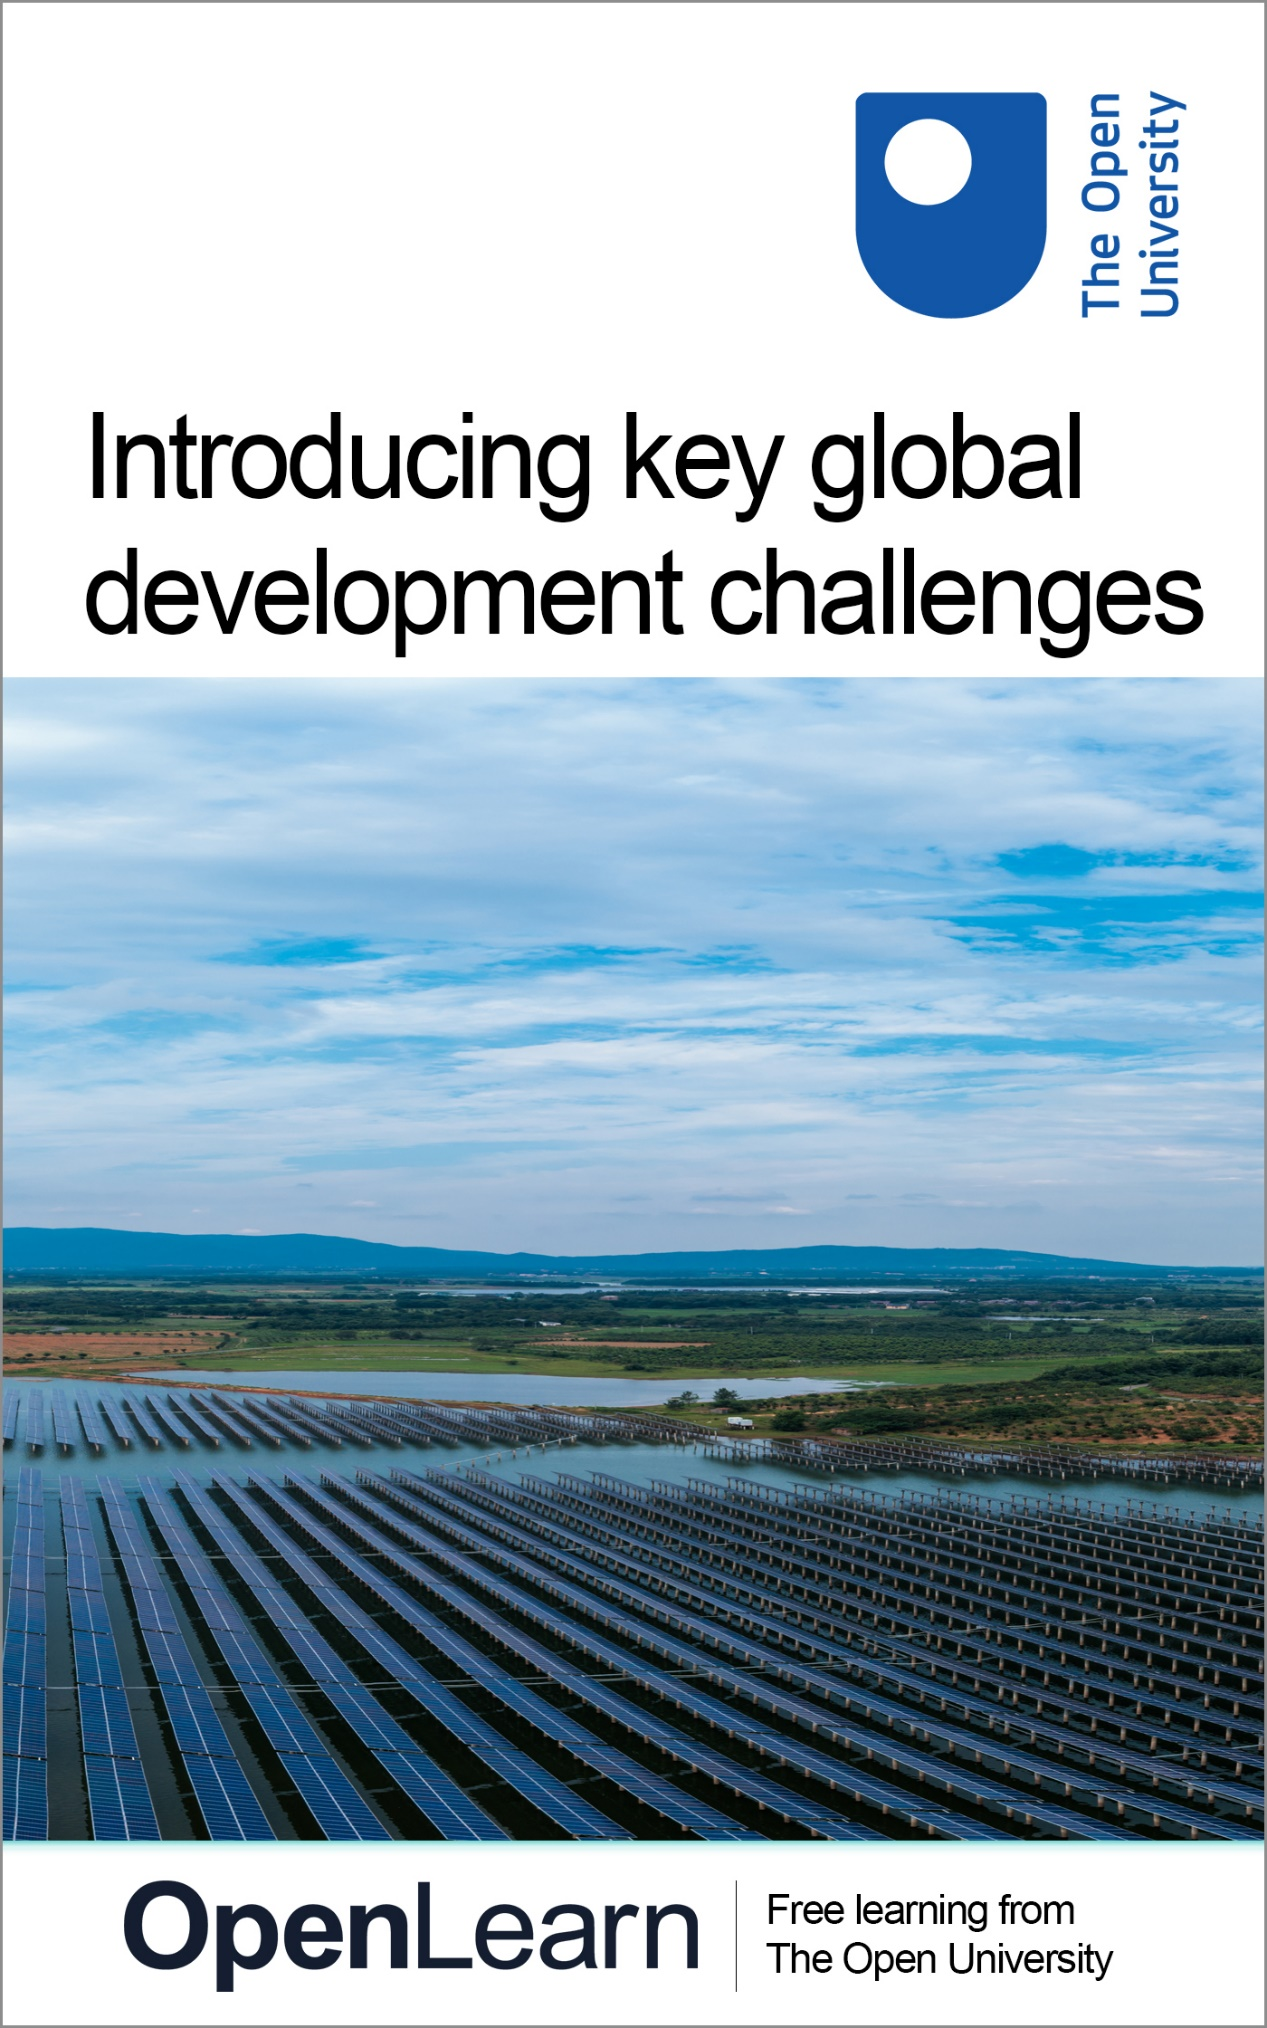 The Open
University
Introducing key global
development challenges
OpenLearn
Free learning from
The Open University